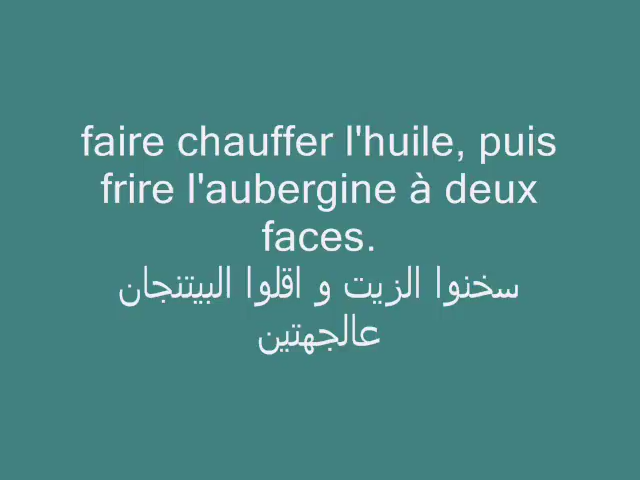 faire chauffer l'huile, puis
frire l'aubergine à deux
faces.
سخنوا الزيت و اقلوا البيتنجان
عالجهتين